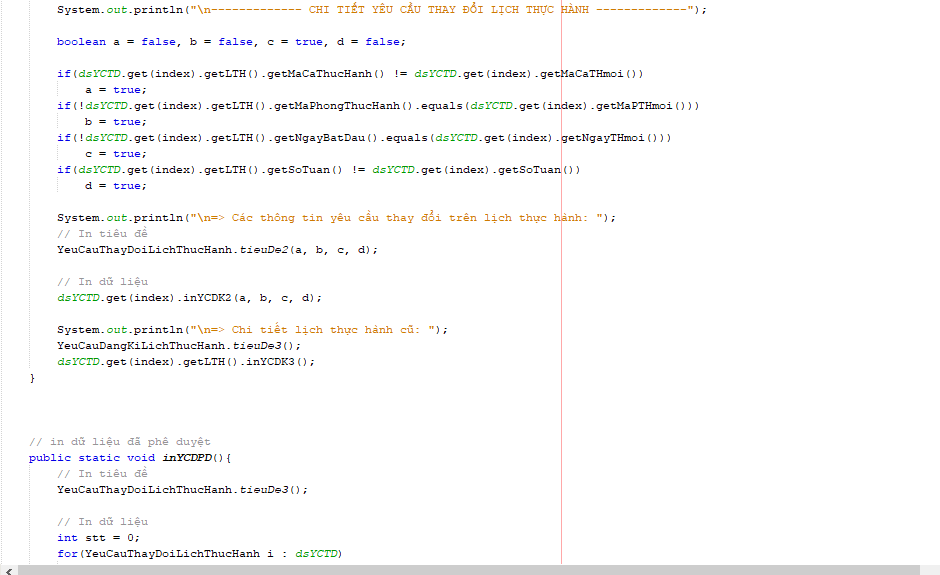 System.out.println("\n------------- CHI TIẾT YÊU CẦU THAY ĐỔI LỊCH THỰC HÀNH -------------");
boolean a = false, b = false, c = true, d = false;
if(dsYCTD.get(index).getLTH().getMaCaThucHanh() != dsYCTD.get(index).getMaCaTHmoi())
a = true;
if(!dsYCTD.get(index).getLTH().getMaPhongThucHanh().equals(dsYCTD.get(index).getMaPTHmoi()))
b = true;
if(!dsYCTD.get(index).getLTH().getNgayBatDau().equals(dsYCTD.get(index).getNgayTHmoi()))
c = true;
if(dsYCTD.get(index).getLTH().getSoTuan() != dsYCTD.get(index).getSoTuan())
d = true;
System.out.println("\n=> Các thông tin yêu cầu thay đổi trên lịch thực hành: ");
// In tiêu đề
YeuCauThayDoiLichThucHanh.tieuDe2(a, b, c, d);
// In dữ liệu
dsYCTD.get(index).inYCDK2(a, b, c, d);
System.out.println("\n=> Chi tiết lịch thực hành cũ: ");
YeuCauDangKiLichThucHanh.tieuDe3();
dsYCTD.get(index).getLTH().inYCDK3();
}
// in dữ liệu đã phê duyệt
public static void inYCDPD(){
// In tiêu đề
YeuCauThayDoiLichThucHanh.tieuDe3();
// In dữ liệu
int stt = 0;
for(YeuCauThayDoiLichThucHanh i : dsYCTD)